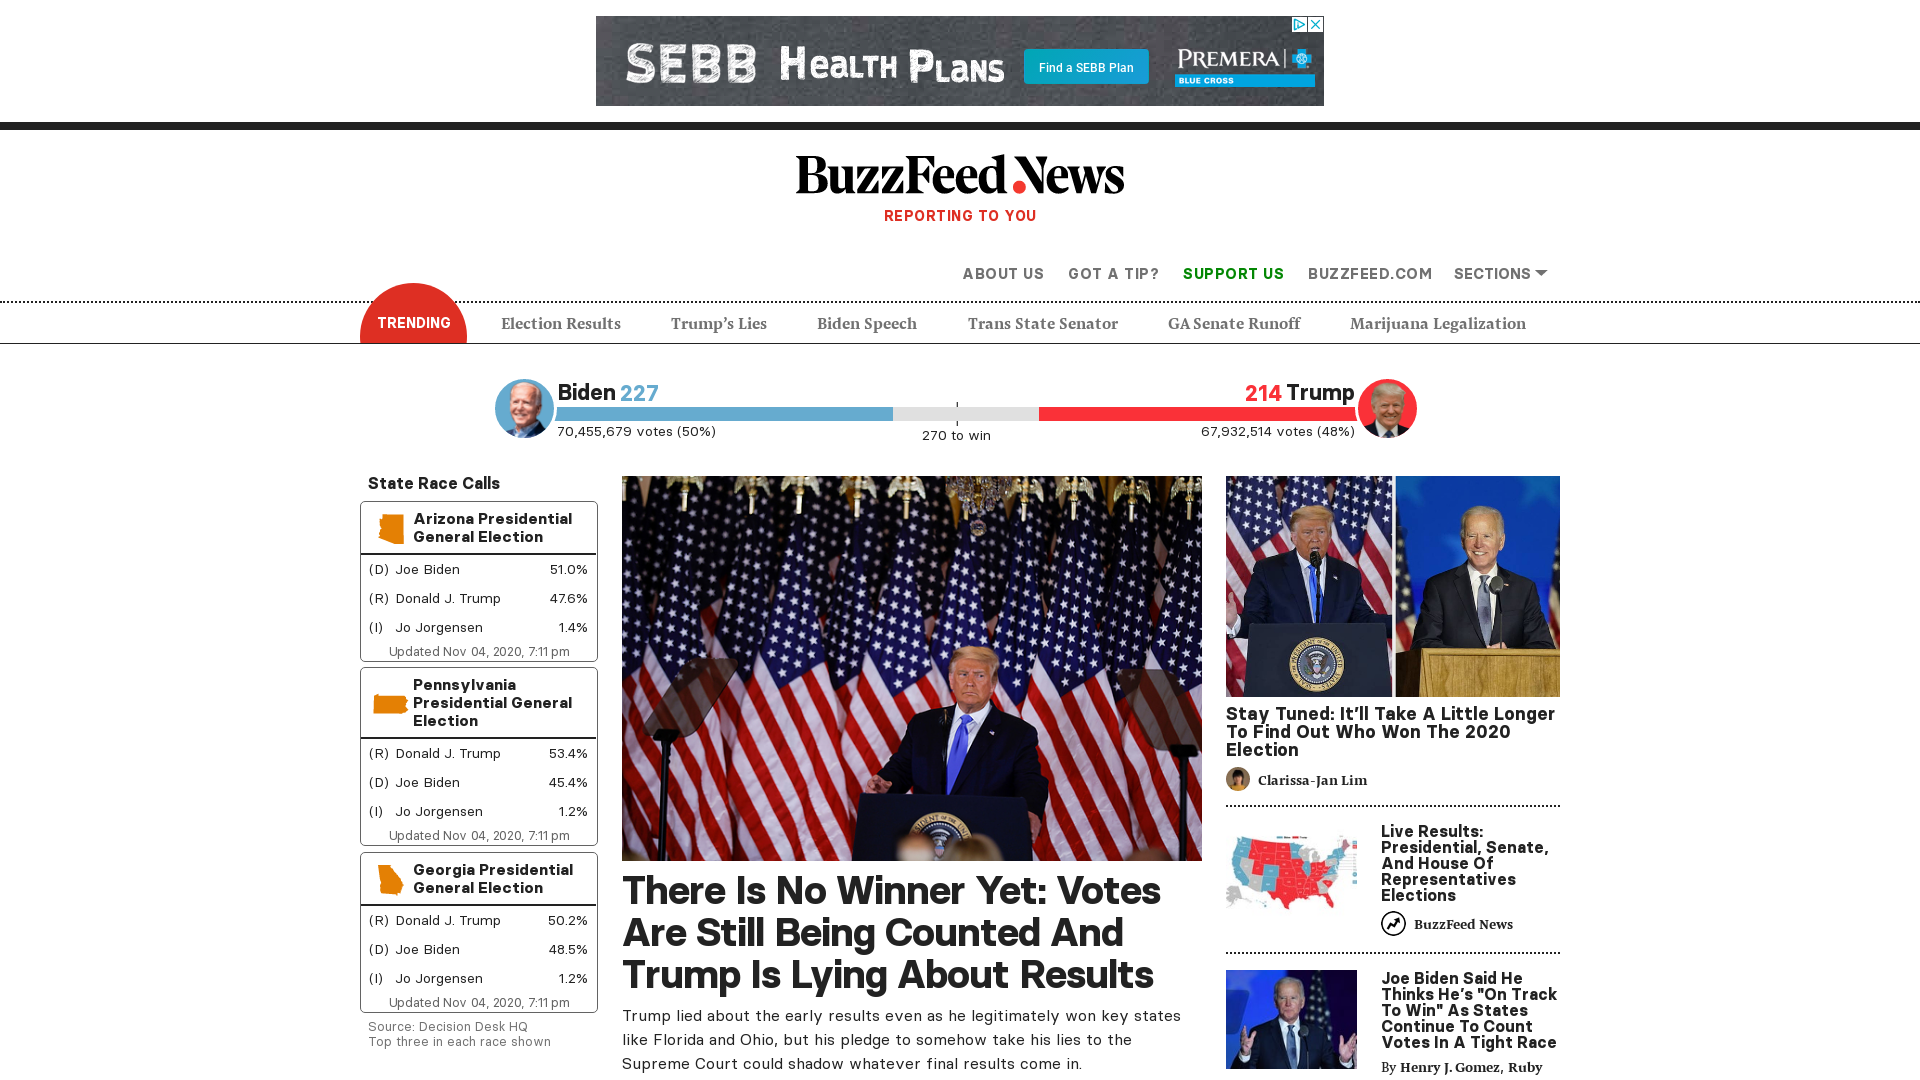 SEBB Health Plans
Find a SEBB Plan
PREMERA
BLUE CROSS
BuzzFeed News
REPORTING TO YOU
ABOUT US
GOT A TIP?
SUPPORT US
BUZZFEED.COM
SECTIONS
TRENDING
Election Results
Trump’s Lies
Biden Speech
Trans State Senator
GA Senate Runoff
Marijuana Legalization
Biden 227
214 Trump
70,455,679 votes (50%)
270 to win
67,932,514 votes (48%)
State Race Calls
Arizona Presidential
General Election
(D) Joe Biden 51.0%
(R) Donald J. Trump 47.6%
(I) Jo Jorgensen 1.4%
Updated Nov 04, 2020, 7:11 pm
Pennsylvania
Presidential General
Election
(R) Donald J. Trump 53.4%
(D) Joe Biden 45.4%
(I) Jo Jorgensen 1.2%
Updated Nov 04, 2020, 7:11 pm
Georgia Presidential
General Election
(R) Donald J. Trump 50.2%
(D) Joe Biden 48.5%
(I) Jo Jorgensen 1.2%
Updated Nov 04, 2020, 7:11 pm
Source: Decision Desk HQ
Top three in each race shown
There Is No Winner Yet: Votes
Are Still Being Counted And
Trump Is Lying About Results
Trump lied about the early results even as he legitimately won key states
like Florida and Ohio, but his pledge to somehow take his lies to the
Supreme Court could shadow whatever final results come in.
Stay Tuned: It’ll Take A Little Longer
To Find Out Who Won The 2020
Election
Clarissa-Jan Lim
Live Results:
Presidential, Senate,
And House Of
Representatives
Elections
BuzzFeed News
Joe Biden Said He
Thinks He’s "On Track
To Win" As States
Continue To Count
Votes In A Tight Race
By Henry J. Gomez, Ruby